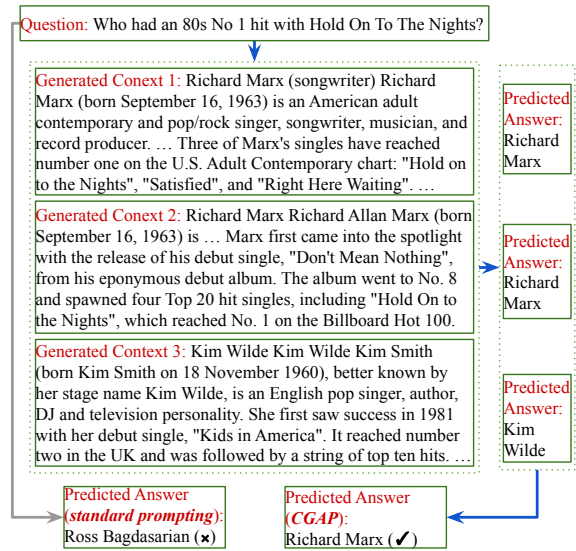 Question: Who had an 80s No 1 hit with Hold On To The Nights?
Generated Conext 1: Richard Marx (songwriter) Richard
Marx (born September 16, 1963) is an American adult
contemporary and pop/rock singer, songwriter, musician, and
record producer. … Three of Marx's singles have reached
number one on the U.S. Adult Contemporary chart: "Hold on
to the Nights", "Satisfied", and "Right Here Waiting". …
Predicted
Answer:
Richard
Marx
Generated Conext 2: Richard Marx Richard Allan Marx (born
September 16, 1963) is … Marx first came into the spotlight
with the release of his debut single, "Don't Mean Nothing",
from his eponymous debut album. The album went to No. 8
and spawned four Top 20 hit singles, including "Hold On to
the Nights", which reached No. 1 on the Billboard Hot 100.
Predicted
Answer:
Richard
Marx
Generated Context 3: Kim Wilde Kim Wilde Kim Smith
(born Kim Smith on 18 November 1960), better known by
her stage name Kim Wilde, is an English pop singer, author,
DJ and television personality. She first saw success in 1981
with her debut single, "Kids in America". It reached number
two in the UK and was followed by a string of top ten hits. …
Predicted
Answer:
Kim
Wilde
Predicted Answer
(standard prompting):
Ross Bagdasarian (✖)
Predicted Answer
(CGAP):
Richard Marx (✔)